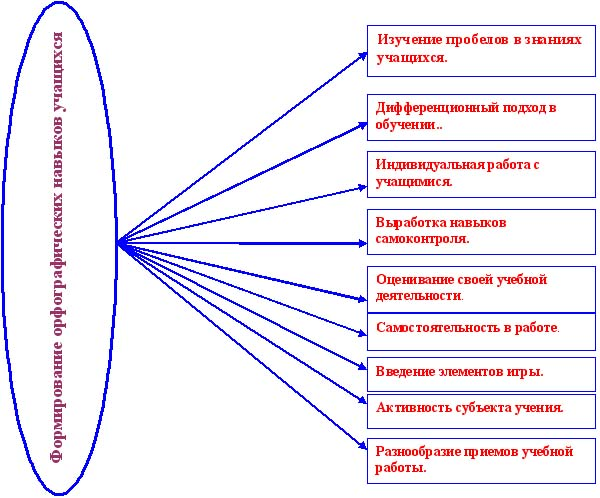 Формирование орфографических навыков учащихся
Изучение пробелов в знаниях
учащихся.
Дифференционный подход в
обучении..
Индивидуальная работа с
учащимися.
Выработка навыков
самоконтроля.
Оценивание своей учебной
деятельности.
Самостоятельность в работе.
Введение элементов игры.
Активность субъекта учения.
Разнообразие приемов учебной
работы.